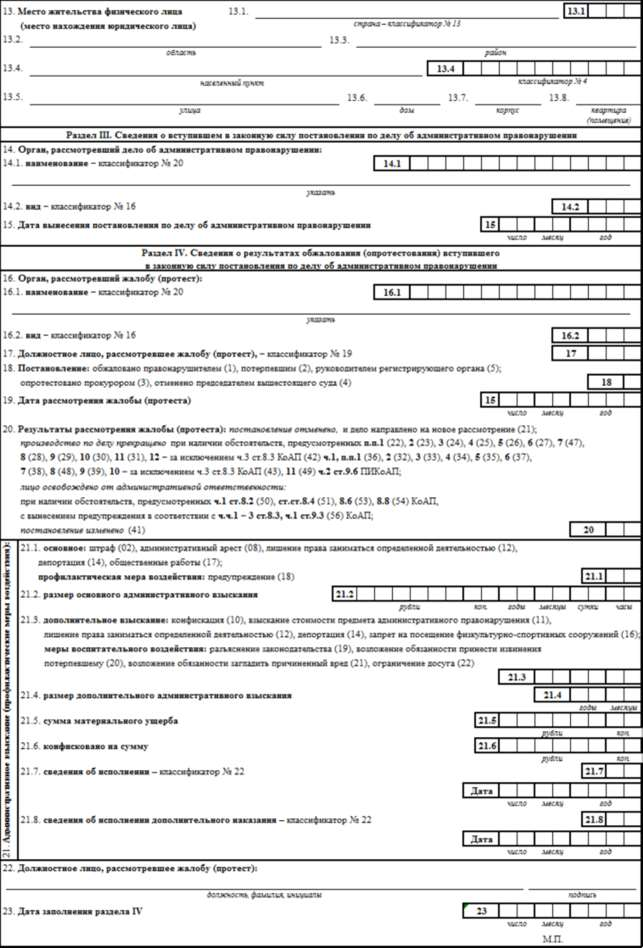 13. Место жительства физического лица 13.1. 13.1
(место нахождения юридического лица) страна – классификатор № 13
13.2. 13.3.
область район
13.4. 13.4
населенный пункт классификатор № 4
13.5. 13.6. 13.7. 13.8.
улица дом корпус квартира
(помещения)
Раздел III. Сведения о вступившем в законную силу постановления по делу об административном правонарушении
14. Орган, рассмотревший дело об административном правонарушении:
14.1. наименование – классификатор № 20 14.1
указать
14.2. вид – классификатор № 16 14.2
15. Дата вынесения постановления по делу об административном правонарушении 15
число месяц год
Раздел IV. Сведения о результатах обжалования (опротестования) вступившего
в законную силу постановления по делу об административном правонарушении
16. Орган, рассмотревший жалобу (протест):
16.1. наименование – классификатор № 20 16.1
указать
16.2. вид – классификатор № 16 16.2
17. Должностное лицо, рассмотревшее жалобу (протест), – классификатор № 19 17
18. Постановление: обжаловано правонарушителем (1), потерпевшим (2), руководителем регистрирующего органа (5);
опротестовано прокурором (3), отменено председателем вышестоящего суда (4) 18
19. Дата рассмотрения жалобы (протеста) 15
число месяц год
20. Результаты рассмотрения жалобы (протеста): постановление отменено, и дело направлено на новое рассмотрение (21);
производство по делу прекращено при наличии обстоятельств, предусмотренных п.п.1 (22), 2 (23), 3 (24), 4 (25), 5 (26), 6 (27), 7 (47),
8 (28), 9 (29), 10 (30), 11 (31), 12 – за исключением ч.3 ст.8.3 КоАП (42) ч.1, п.п.1 (36), 2 (32), 3 (33), 4 (34), 5 (35), 6 (37),
7 (38), 8 (48), 9 (39), 10 – за исключением ч.3 ст.8.3 КоАП (43), 11 (49) ч.2 ст.9.6 ПИКоАП;
лицо освобождено от административной ответственности:
при наличии обстоятельств, предусмотренных ч.1 ст.8.2 (50), ст.ст.8.4 (51), 8.6 (53), 8.8 (54) КоАП,
с вынесением предупреждения в соответствии с ч.ч.1 – 3 ст.8.3, ч.1 ст.9.3 (56) КоАП;
постановление изменено (41) 20
21. Административное взыскание (профилактические меры воздействия):
21.1. основное: штраф (02), административный арест (08), лишение права заниматься определенной деятельностью (12),
депортация (14), общественные работы (17);
профилактическая мера воздействия: предупреждение (18) 21.1
21.2. размер основного административного взыскания 21.2
рубли коп. годы месяцы сутки часы
21.3. дополнительное взыскание: конфискация (10), взыскание стоимости предмета административного правонарушения (11),
лишение права заниматься определенной деятельностью (12), депортация (14), запрет на посещение физкультурно-спортивных сооружений (16);
меры воспитательного воздействия: разъяснение законодательства (19), возложение обязанности принести извинения
потерпевшему (20), возложение обязанности загладить причиненный вред (21), ограничение досуга (22)
21.3
21.4. размер дополнительного административного взыскания 21.4
годы месяцы
21.5. сумма материального ущерба 21.5
рубли коп.
21.6. конфисковано на сумму 21.6
рубли коп.
21.7. сведения об исполнении – классификатор № 22 21.7
Дата
число месяц год
21.8. сведения об исполнении дополнительного наказания – классификатор № 22 21.8
Дата
число месяц год
22. Должностное лицо, рассмотревшее жалобу (протест):
должность, фамилия, инициалы подпись
23. Дата заполнения раздела IV 23
число месяц год
М.П.